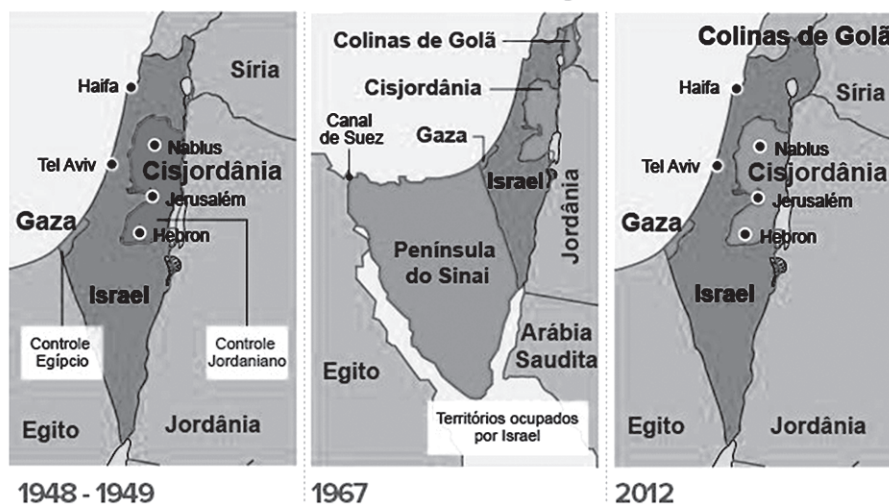 Síria
Haifa
Nablus
Tel Aviv
Cisjordânia
Jerusalém
Gaza
Hebron
Israel
Controle
Egípcio
Controle
Jordaniano
Egito
Jordânia
1948 - 1949
Colinas de Golã
Cisjordânia
Canal
de Suez
Gaza
Israel
Jordânia
Península
do Sinai
Arábia
Saudita
Egito
Territórios ocupados
por Israel
1967
Colinas de Golã
Haifa
Síria
Nablus
Tel Aviv
Cisjordânia
Jerusalém
Gaza
Hebron
Israel
Egito
Jordânia
2012